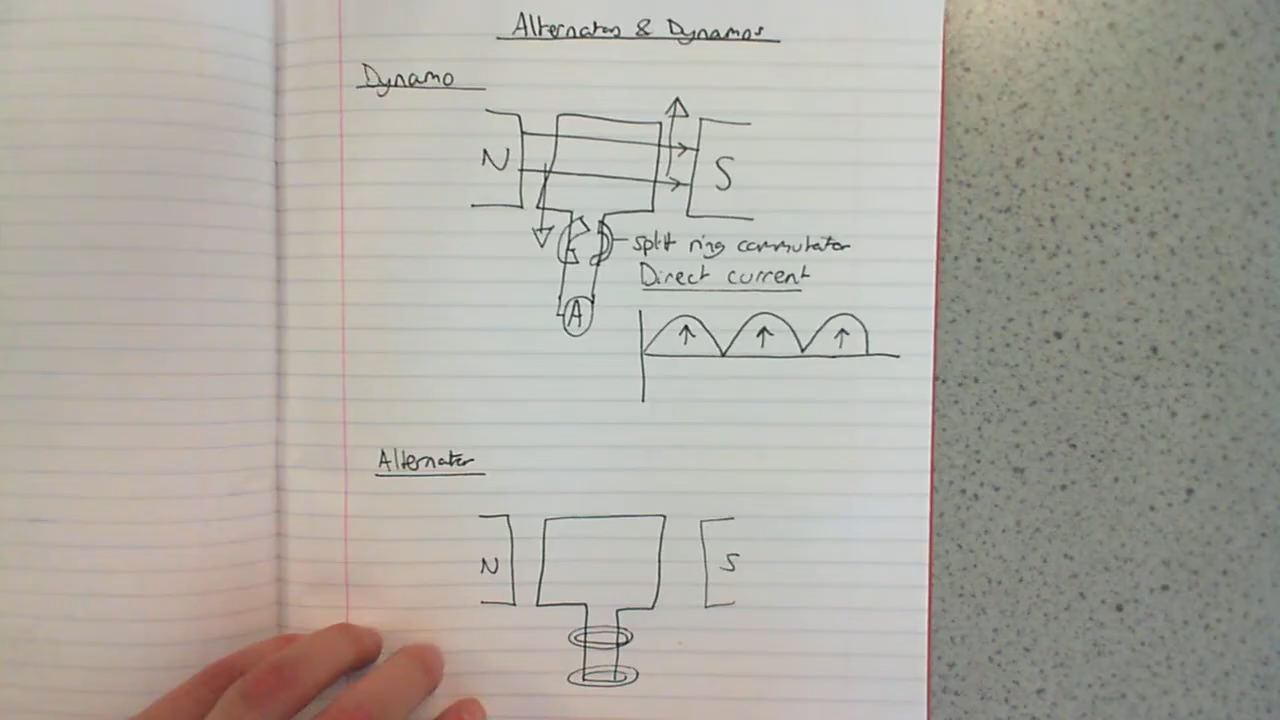 Alternators & Dynamos
Dynamo
N
S
split ring commutator
Direct current
A
Alternator
N
S